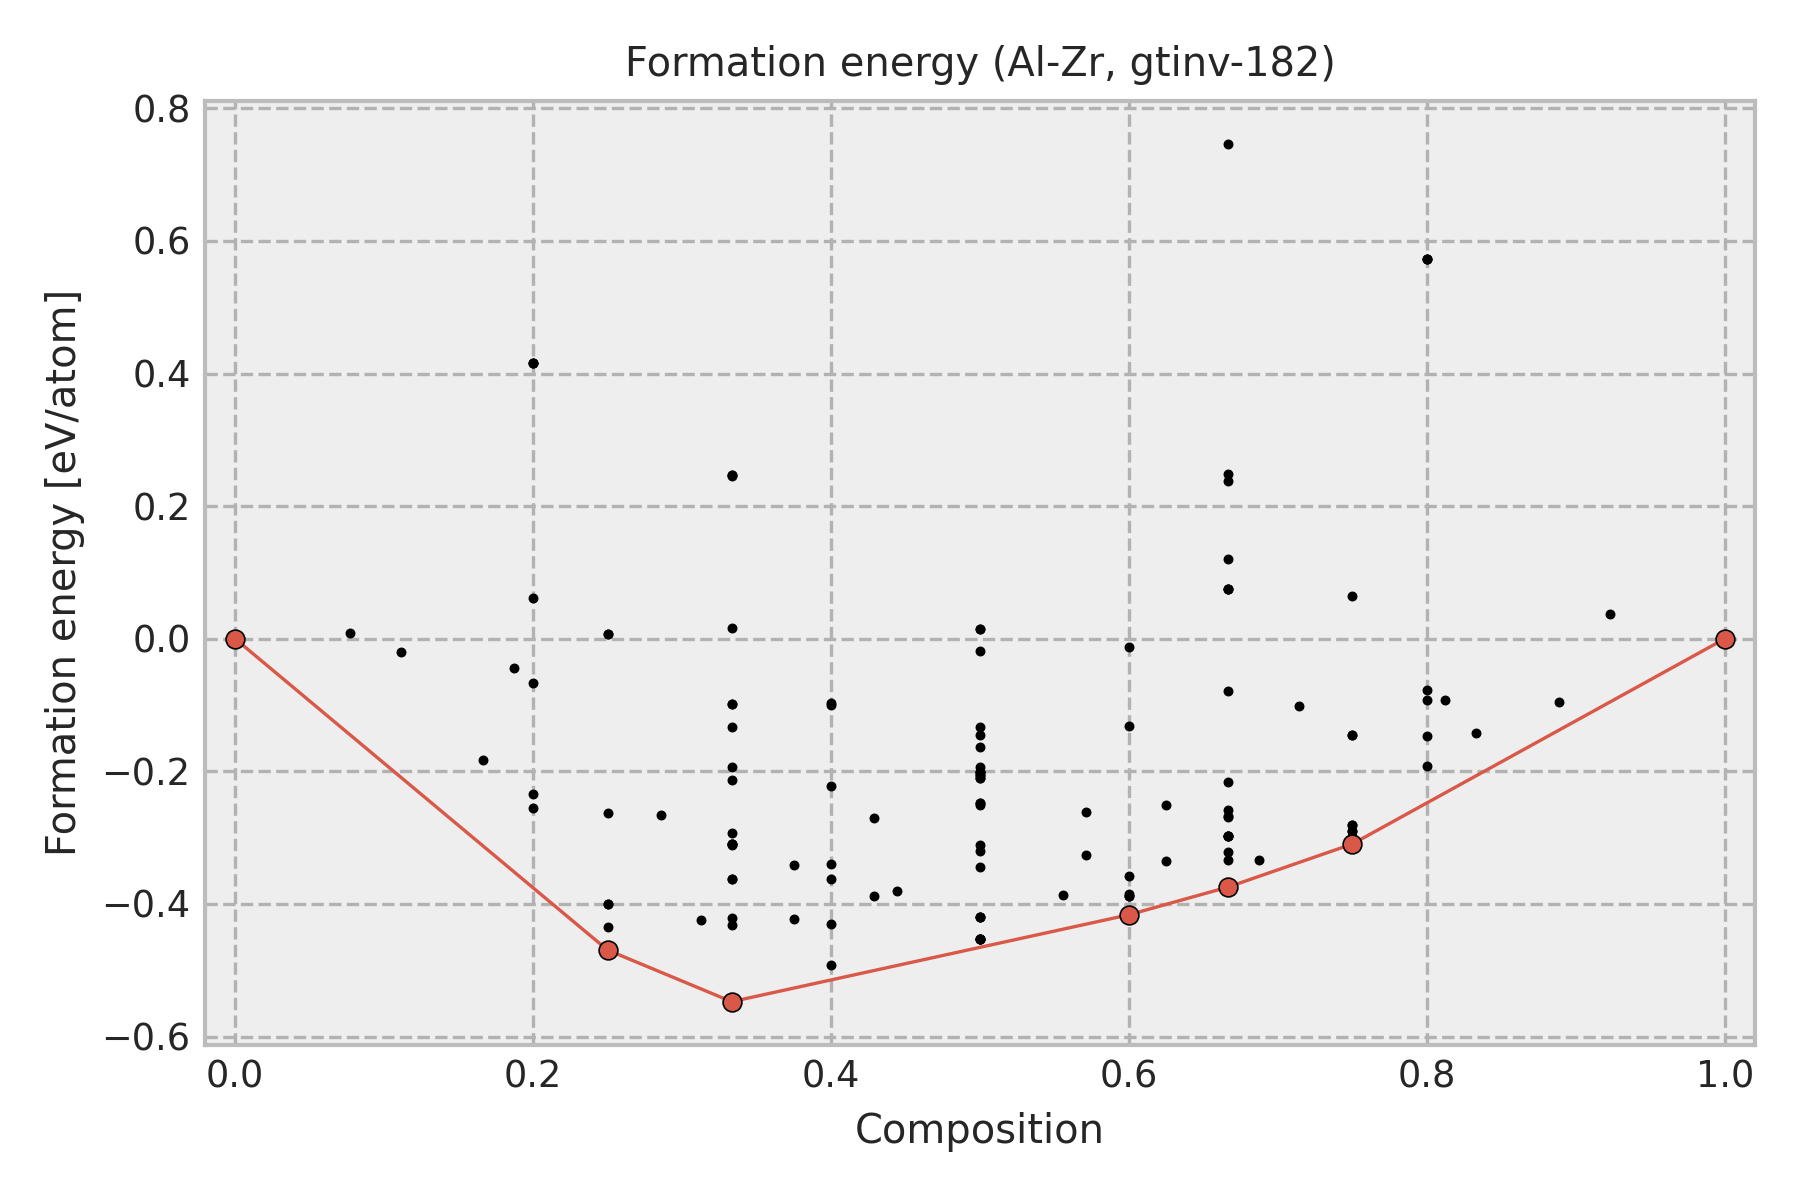 Formation energy (Al-Zr, gtinv-182)
Formation energy [eV/atom]
0.8
0.6
0.4
0.2
0.0
−0.2
−0.4
−0.6
0.0 0.2 0.4 0.6 0.8 1.0
Composition